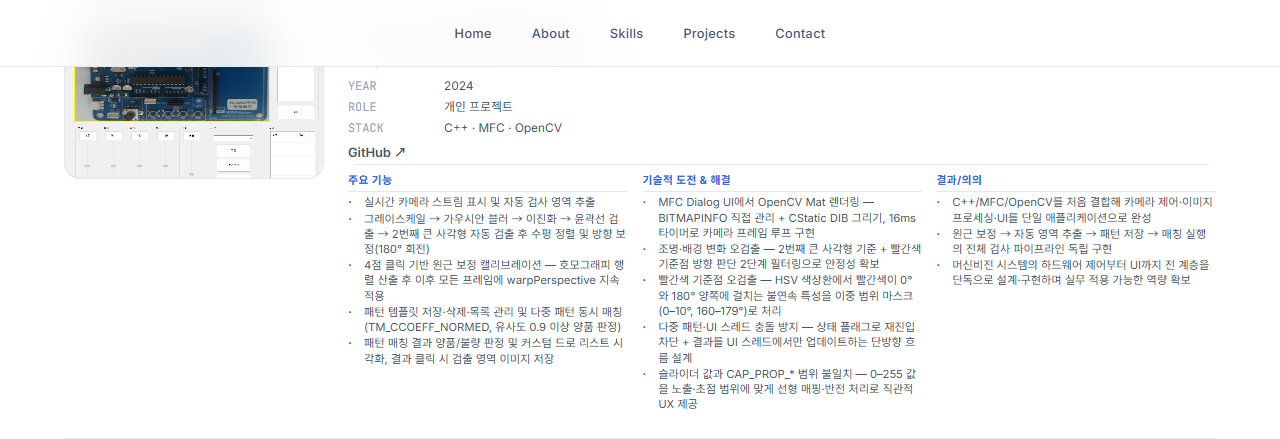 Home About Skills Projects Contact
YEAR 2024
ROLE 개인 프로젝트
STACK C++ · MFC · OpenCV
GitHub ↗
주요 기능
· 실시간 카메라 스트림 표시 및 자동 검사 영역 추출
· 그레이스케일 → 가우시안 블러 → 이진화 → 윤곽선 검
출 → 2번째 큰 사각형 자동 검출 후 수평 정렬 및 방향 보
정(180° 회전)
· 4점 클릭 기반 원근 보정 캘리브레이션 — 호모그래피 행
렬 산출 후 이후 모든 프레임에 warpPerspective 지속
적용
· 패턴 템플릿 저장·삭제·목록 관리 및 다중 패턴 동시 매칭
(TM_CCOEFF_NORMED, 유사도 0.9 이상 양품 판정)
· 패턴 매칭 결과 양품/불량 판정 및 커스텀 드로 리스트 시
각화, 결과 클릭 시 검출 영역 이미지 저장
기술적 도전 & 해결
· MFC Dialog UI에서 OpenCV Mat 렌더링 —
BITMAPINFO 직접 관리 + CStatic DIB 그리기, 16ms
타이머로 카메라 프레임 루프 구현
· 조명·배경 변화 오검출 — 2번째 큰 사각형 기준 + 빨간색
기준점 방향 판단 2단계 필터링으로 안정성 확보
· 빨간색 기준점 오검출 — HSV 색상환에서 빨간색이 0°
와 180° 양쪽에 걸치는 불연속 특성을 이중 범위 마스크
(0–10°, 160–179°)로 처리
· 다중 패턴·UI 스레드 충돌 방지 — 상태 플래그로 재진입
차단 + 결과를 UI 스레드에서만 업데이트하는 단방향 흐
름 설계
· 슬라이더 값과 CAP_PROP_* 범위 불일치 — 0–255 값
을 노출·초점 범위에 맞게 선형 매핑·반전 처리로 직관적
UX 제공
결과/의의
· C++/MFC/OpenCV를 처음 결합해 카메라 제어·이미지
프로세싱·UI를 단일 애플리케이션으로 완성
· 원근 보정 → 자동 영역 추출 → 패턴 저장 → 매칭 실행
의 전체 검사 파이프라인 독립 구현
· 머신비전 시스템의 하드웨어 제어부터 UI까지 전 계층을
단독으로 설계·구현하며 실무 적용 가능한 역량 확보